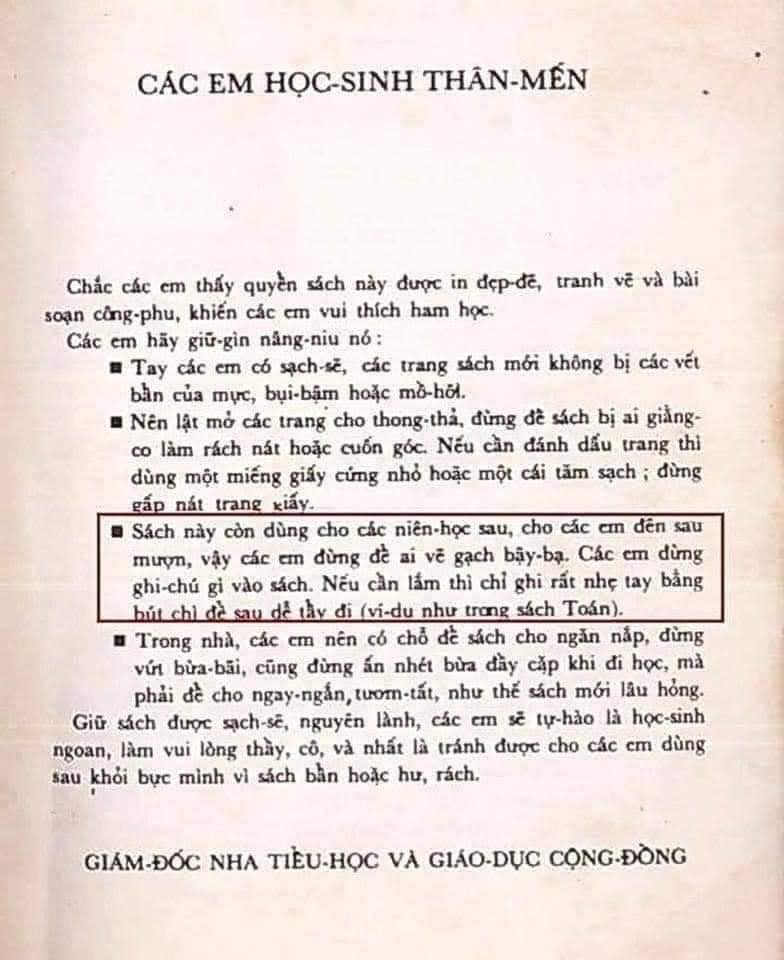 CÁC EM HỌC-SINH THÂN-MẾN
Chắc các em thấy quyển sách này được in đẹp-đẽ, tranh vẽ và bài
soạn công-phu, khiến các em vui thích ham học.
Các em hãy giữ-gìn nâng-niu nó :
■ Tay các em có sạch-sẽ, các trang sách mới không bị các vết
bẩn của mực, bụi-bậm hoặc mồ-hôi.
■ Nên lật mở các trang cho thong-thả, đừng để sách bị ai giằng-
co làm rách nát hoặc cuốn góc. Nếu cần đánh dấu trang thì
dùng một miếng giấy cứng nhỏ hoặc một cái tăm sạch ; đừng
gấp nát trang giấy.
■ Sách này còn dùng cho các niên-học sau, cho các em đến sau
mượn, vậy các em đừng để ai vẽ gạch bậy-bạ. Các em đừng
ghi-chú gì vào sách. Nếu cần lắm thì chỉ ghi rất nhẹ tay bằng
bút chì để sau dễ tẩy đi (ví-dụ như trong sách Toán).
■ Trong nhà, các em nên có chỗ để sách cho ngăn nắp, đừng
vứt bừa-bãi, cũng đừng ấn nhét bừa đầy cặp khi đi học, mà
phải để cho ngay-ngắn, tươm-tất, như thế sách mới lâu hỏng.
Giữ sách được sạch-sẽ, nguyên lành, các em sẽ tự-hào là học-sinh
ngoan, làm vui lòng thầy, cô, và nhất là tránh được cho các em dùng
sau khỏi bực mình vì sách bẩn hoặc hư, rách.
GIÁM-ĐỐC NHA TIỂU-HỌC VÀ GIÁO-DỤC CỘNG-ĐỒNG